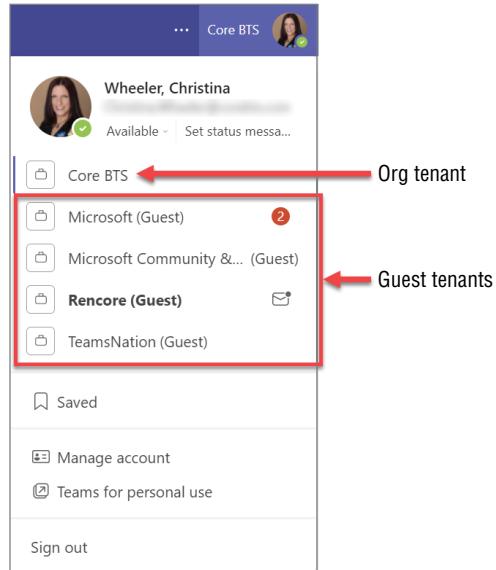 ... Core BTS
Wheeler, Christina
Available Set status messa...
Core BTS
Org tenant
Microsoft (Guest) 2
Microsoft Community &... (Guest)
Guest tenants
Rencore (Guest)
TeamsNation (Guest)
Saved
Manage account
Teams for personal use
Sign out